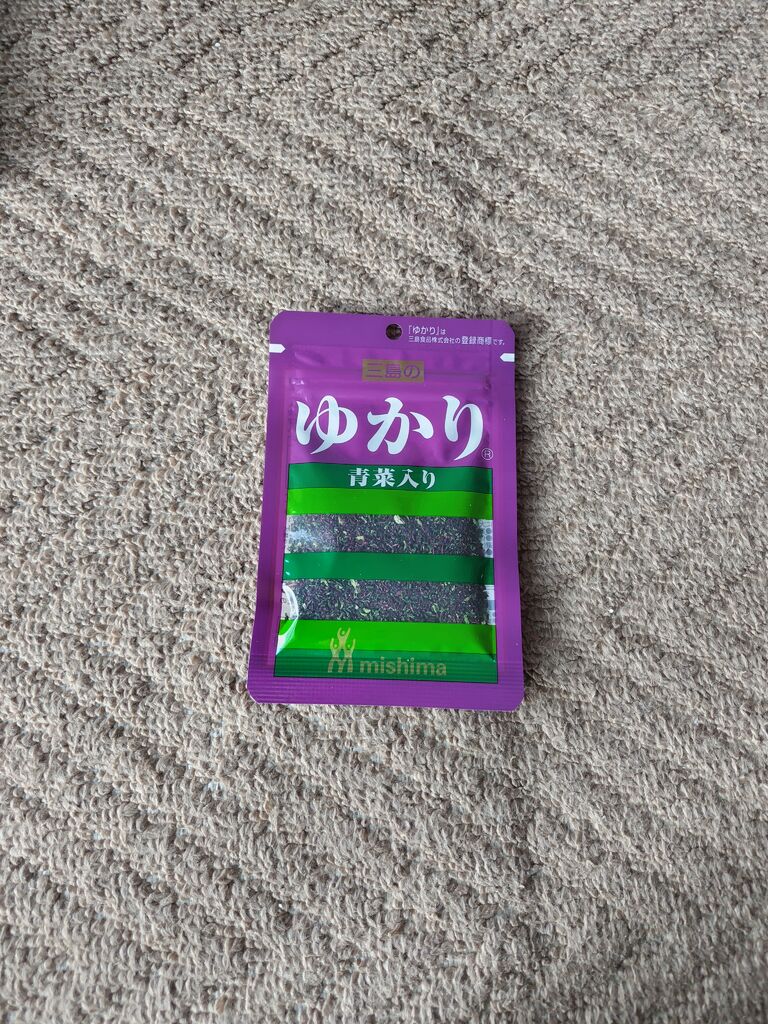 「ゆかり」は
三島食品株式会社の登録商標です。
三島の
ゆかり®
青菜入り
mishima